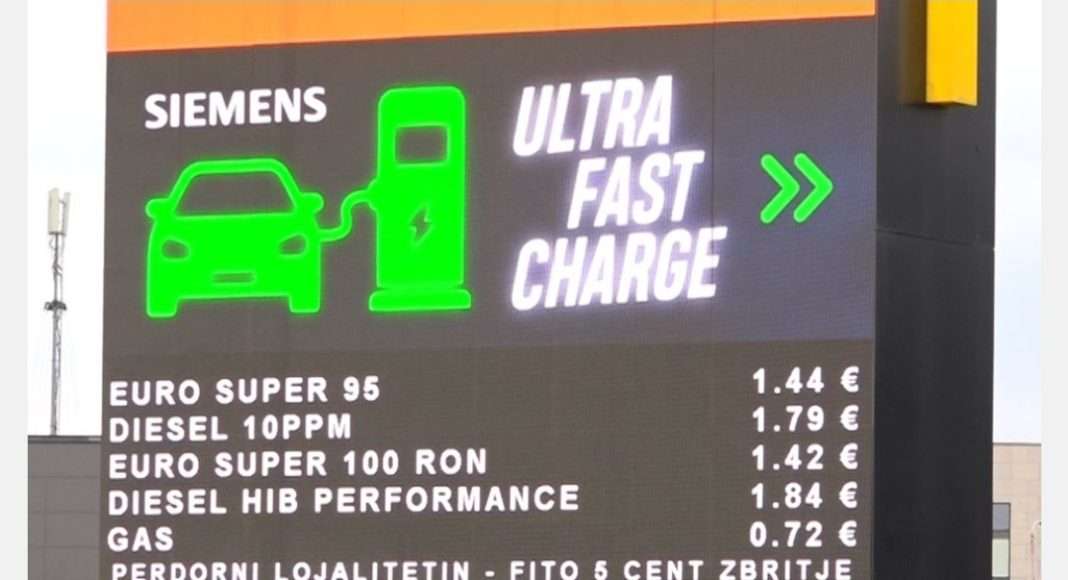 SIEMENS
ULTRA
FAST
CHARGE
EURO SUPER 95 1.44 €
DIESEL 10PPM 1.79 €
EURO SUPER 100 RON 1.42 €
DIESEL HIB PERFORMANCE 1.84 €
GAS 0.72 €
PERDORNI LOJALITETIN - FITO 5 CENT ZBRITJE